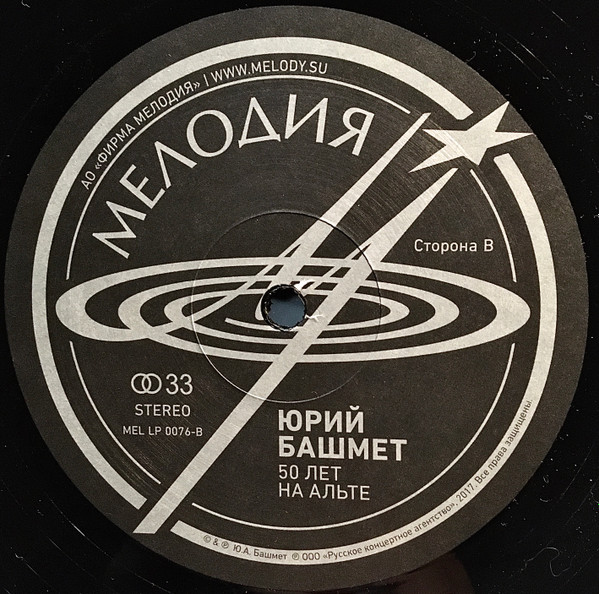 АО «ФИРМА МЕЛОДИЯ» | WWW.MELODY.SU
МЕЛОДИЯ
Сторона B
33
STEREO
MEL LP 0076-B
ЮРИЙ
БАШМЕТ
50 ЛЕТ
НА АЛЬТЕ
© & ℗ Ю.А. Башмет ℗ ООО «Русское концертное агентство», 2017. Все права защищены.